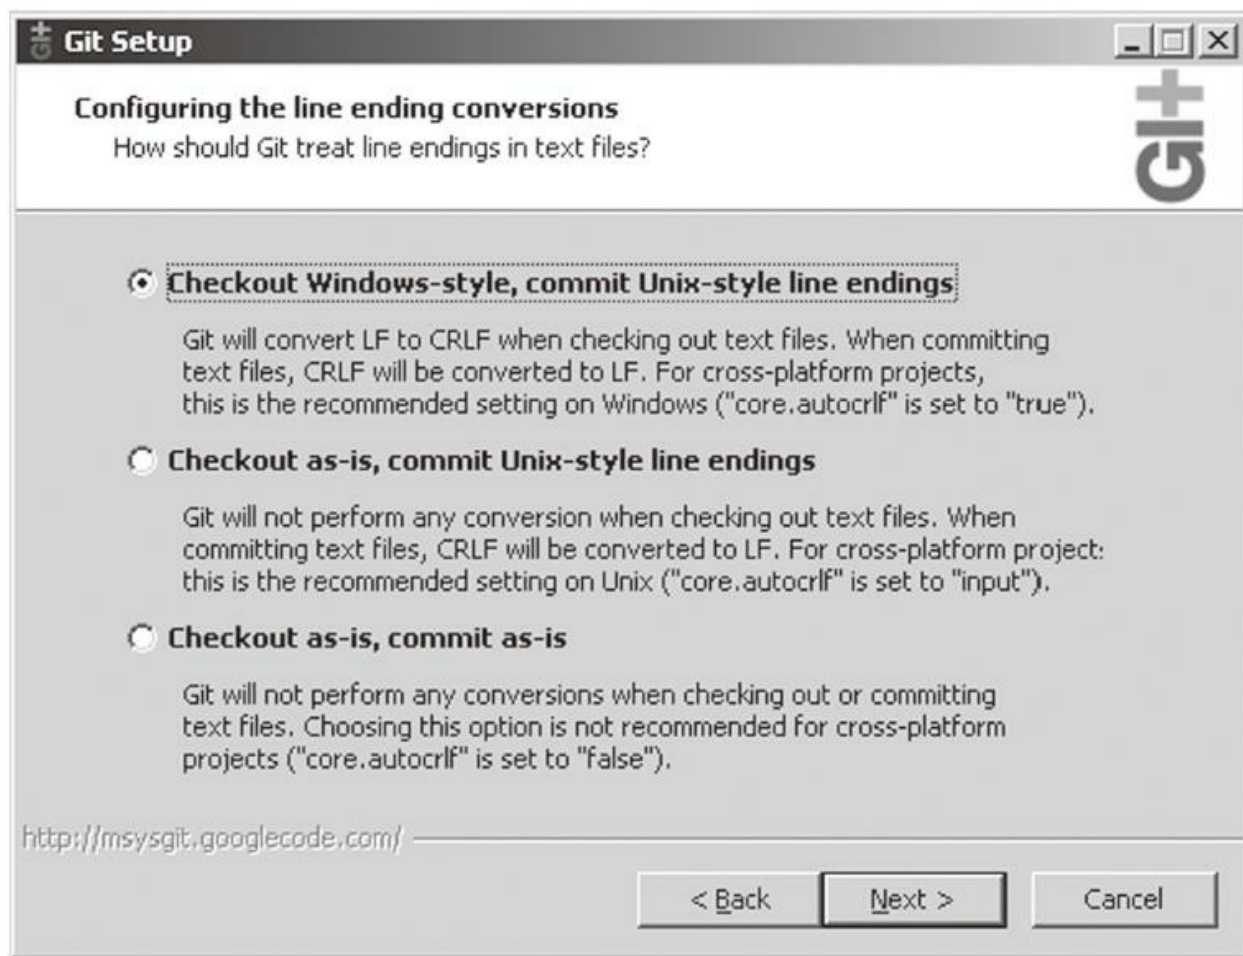 Git Setup
Configuring the line ending conversions
How should Git treat line endings in text files?
GIT
Checkout Windows-style, commit Unix-style line endings
Git will convert LF to CRLF when checking out text files. When committing
text files, CRLF will be converted to LF. For cross-platform projects,
this is the recommended setting on Windows ("core.autocrlf" is set to "true").
Checkout as-is, commit Unix-style line endings
Git will not perform any conversion when checking out text files. When
committing text files, CRLF will be converted to LF. For cross-platform project:
this is the recommended setting on Unix ("core.autocrlf" is set to "input").
Checkout as-is, commit as-is
Git will not perform any conversions when checking out or committing
text files. Choosing this option is not recommended for cross-platform
projects ("core.autocrlf" is set to "false").
http://msysgit.googlecode.com/
< Back
Next >
Cancel